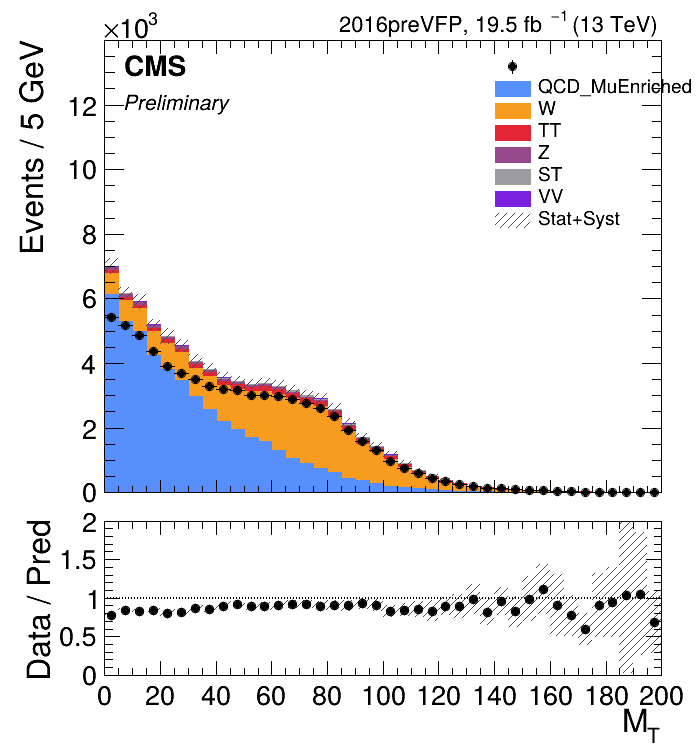 ×10³
2016preVFP, 19.5 fb⁻¹ (13 TeV)
CMS
Preliminary
QCD_MuEnriched
W
TT
Z
ST
VV
Stat+Syst
Events / 5 GeV
12
10
8
6
4
2
0
Data / Pred
2
1.5
1
0.5
0
0 20 40 60 80 100 120 140 160 180 200
M_T